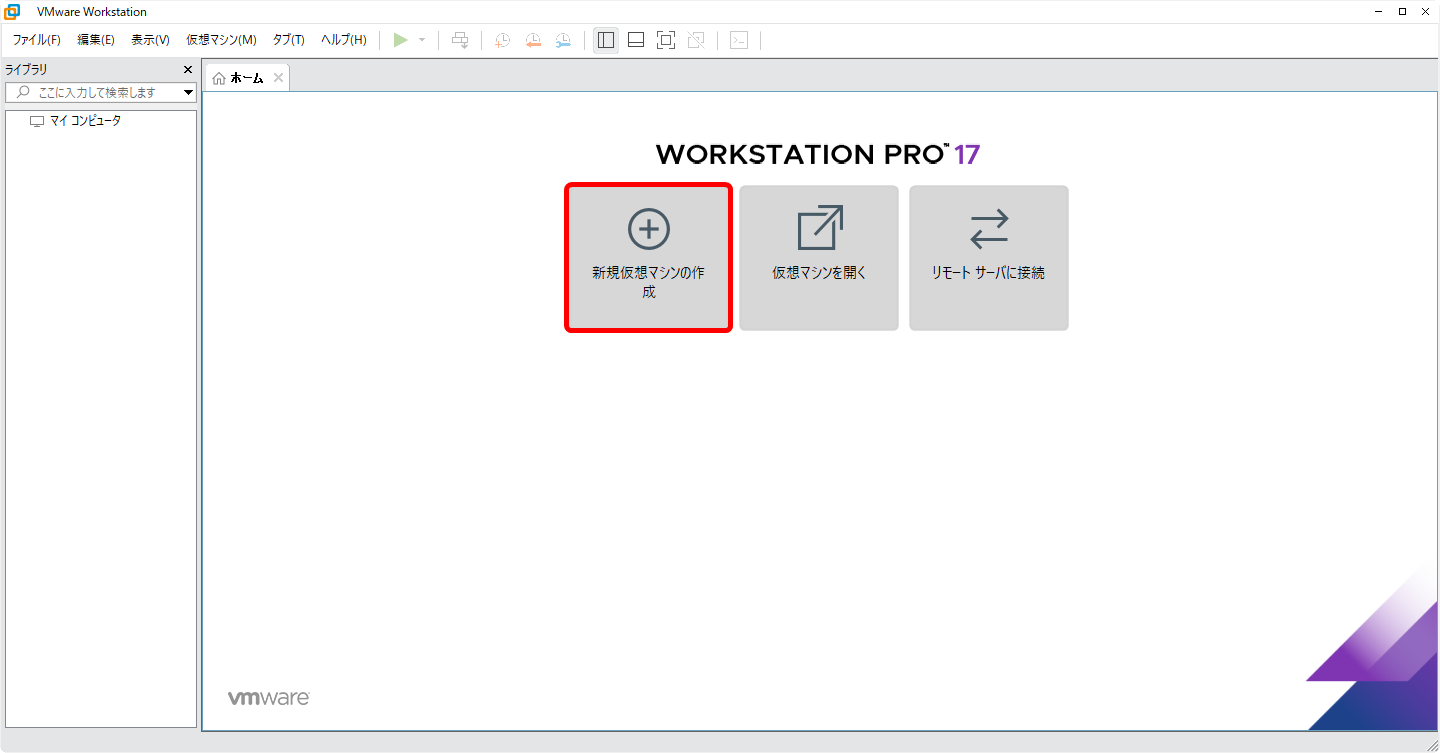 VMware Workstation
ファイル(F) 編集(E) 表示(V) 仮想マシン(M) タブ(T) ヘルプ(H)
ライブラリ
ここに入力して検索します
マイ コンピュータ
ホーム
WORKSTATION PRO™ 17
新規仮想マシンの作
成
仮想マシンを開く
リモート サーバに接続
vmware